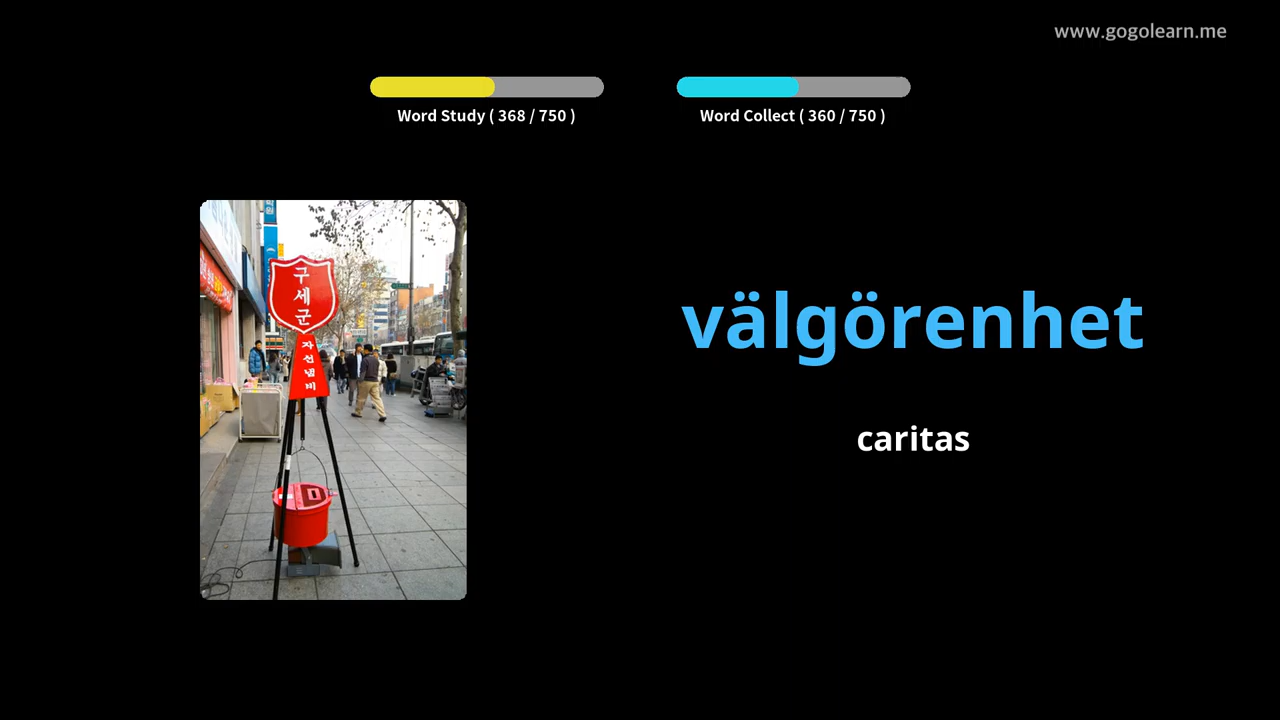 www.gogolearn.me
Word Study ( 368 / 750 )
Word Collect ( 360 / 750 )
구세군
자선냄비
välgörenhet
caritas